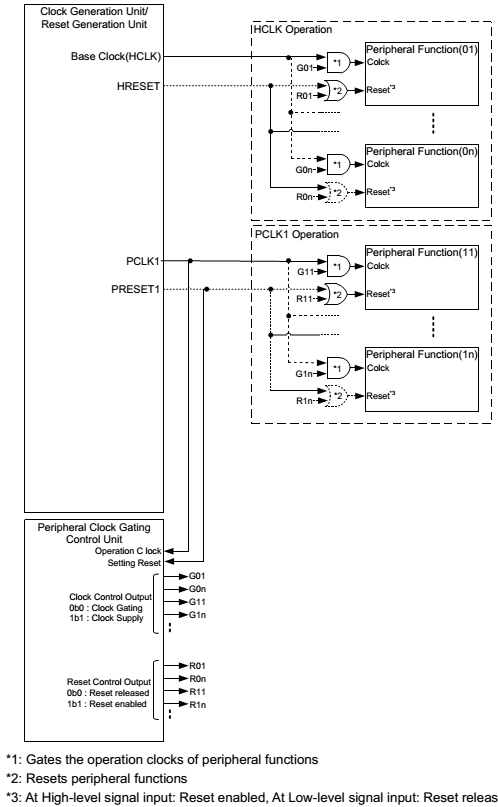 Clock Generation Unit/
Reset Generation Unit
Base Clock(HCLK)
HRESET
HCLK Operation
Peripheral Function(01)
Colck
G01
*1
Reset*3
R01
*2
Peripheral Function(0n)
Colck
G0n
*1
Reset*3
R0n
*2
PCLK1 Operation
PCLK1
PRESET1
Peripheral Function(11)
Colck
G11
*1
Reset*3
R11
*2
Peripheral Function(1n)
Colck
G1n
*1
Reset*3
R1n
*2
Peripheral Clock Gating
Control Unit
Operation C lock
Setting Reset
Clock Control Output
0b0 : Clock Gating
1b1 : Clock Supply
G01
G0n
G11
G1n
Reset Control Output
0b0 : Reset released
1b1 : Reset enabled
R01
R0n
R11
R1n
*1: Gates the operation clocks of peripheral functions
*2: Resets peripheral functions
*3: At High-level signal input: Reset enabled, At Low-level signal input: Reset releas